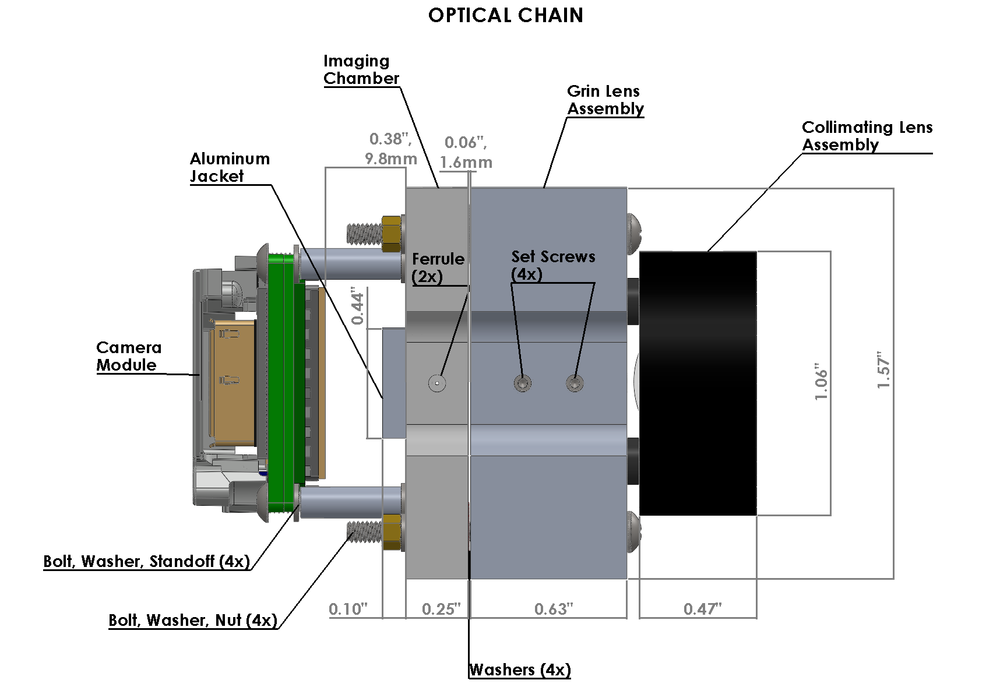 OPTICAL CHAIN
Imaging
Chamber
Grin Lens
Assembly
Collimating Lens
Assembly
0.38",
9.8mm
0.06",
1.6mm
Aluminum
Jacket
Ferrule
(2x)
Set Screws
(4x)
0.44"
Camera
Module
1.06"
1.57"
Bolt, Washer, Standoff (4x)
Bolt, Washer, Nut (4x)
0.10"
0.25"
0.63"
0.47"
Washers (4x)